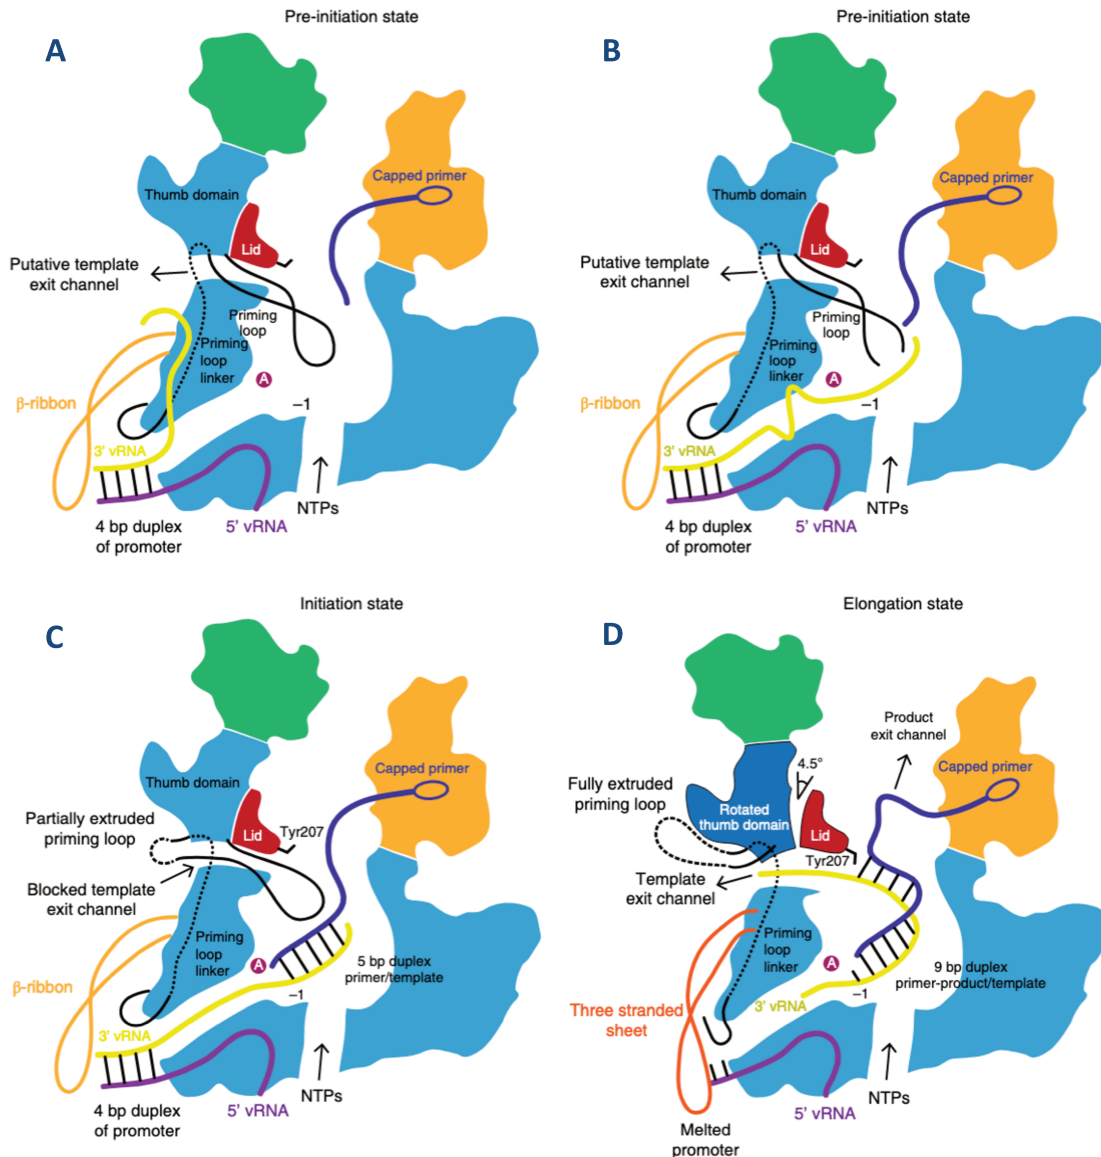 Pre-initiation state
A
Thumb domain
Capped primer
Lid
Putative template
exit channel
Priming
loop
Priming
loop
linker
A
β-ribbon
–1
3′ vRNA
NTPs
4 bp duplex
of promoter
5′ vRNA
Pre-initiation state
B
Thumb domain
Capped primer
Lid
Putative template
exit channel
Priming
loop
Priming
loop
linker
A
β-ribbon
–1
3′ vRNA
NTPs
4 bp duplex
of promoter
5′ vRNA
Initiation state
C
Thumb domain
Capped primer
Partially extruded
priming loop
Lid
Tyr207
Blocked template
exit channel
Priming
loop
linker
A
5 bp duplex
primer/template
β-ribbon
–1
3′ vRNA
NTPs
4 bp duplex
of promoter
5′ vRNA
Elongation state
D
Product
exit channel
4.5°
Capped primer
Fully extruded
priming loop
Rotated
thumb domain
Lid
Tyr207
Template
exit channel
Priming
loop
linker
A
9 bp duplex
primer-product/template
–1
3′ vRNA
Three stranded
sheet
NTPs
5′ vRNA
Melted
promoter